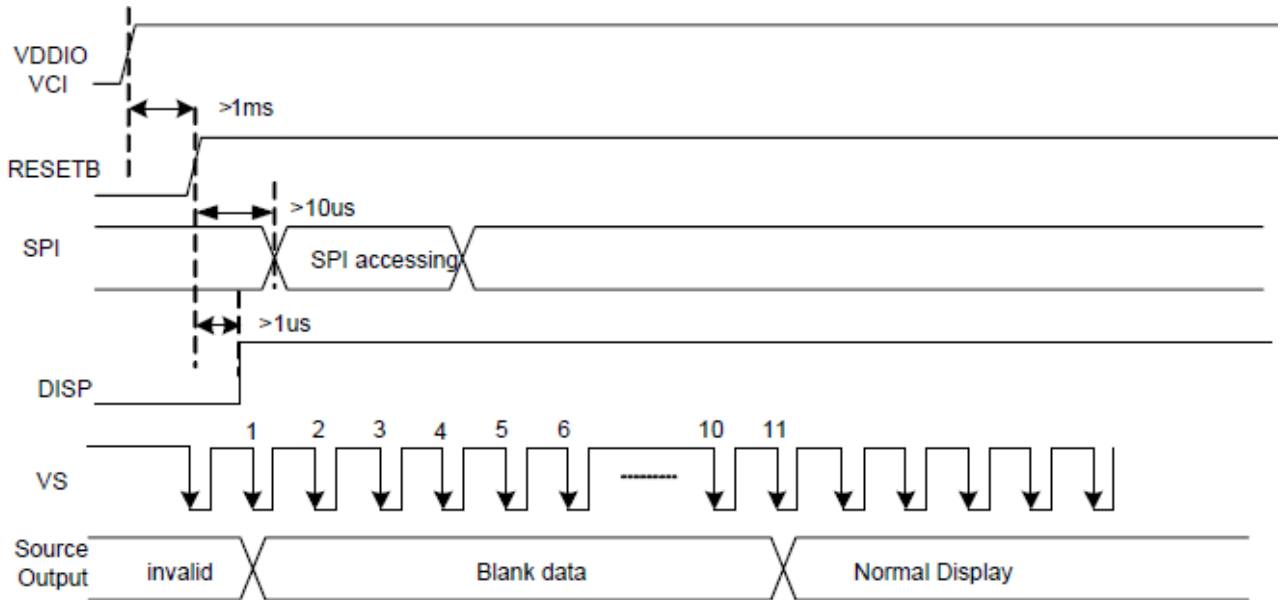 VDDIO
VCI
>1ms
RESETB
>10us
SPI
SPI accessing
>1us
DISP
1 2 3 4 5 6 10 11
VS
Source
Output
invalid
Blank data
Normal Display